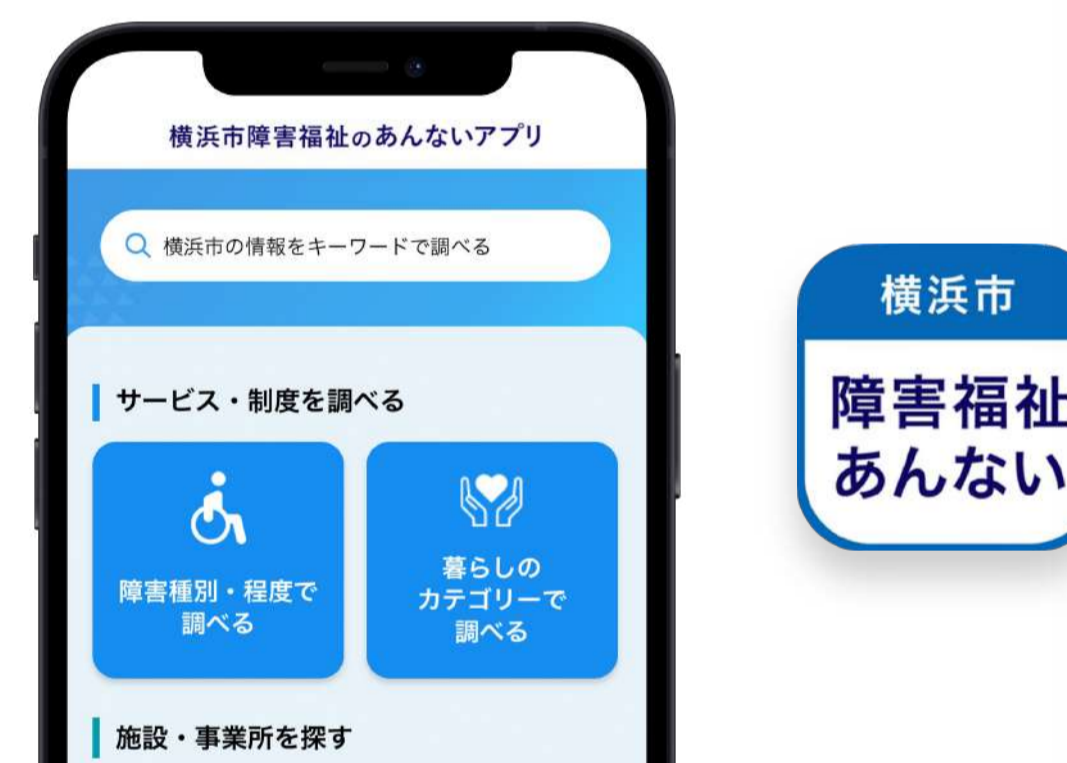 横浜市障害福祉のあんないアプリ
横浜市の情報をキーワードで調べる
サービス・制度を調べる
障害種別・程度で
調べる
暮らしの
カテゴリーで
調べる
施設・事業所を探す
横浜市
障害福祉
あんない